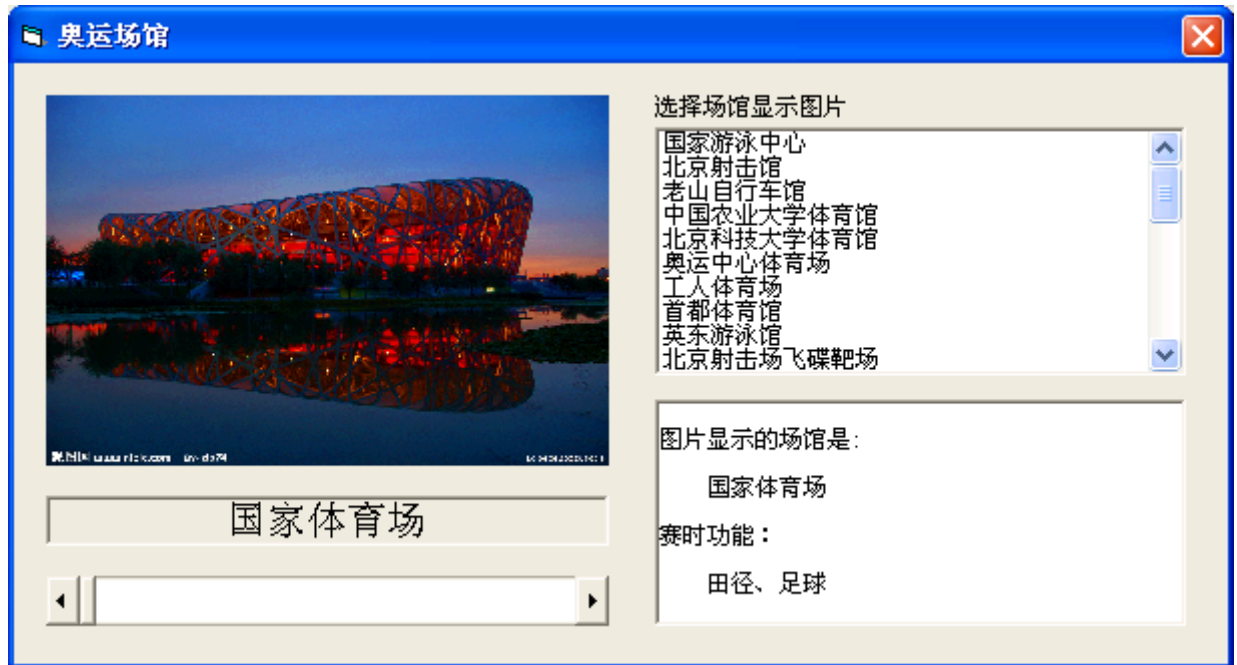 奥运场馆
选择场馆显示图片
国家游泳中心
北京射击馆
老山自行车馆
中国农业大学体育馆
北京科技大学体育馆
奥运中心体育场
工人体育场
首都体育馆
英东游泳馆
北京射击场飞碟靶场
国家体育场
图片显示的场馆是:
国家体育场
赛时功能：
田径、足球